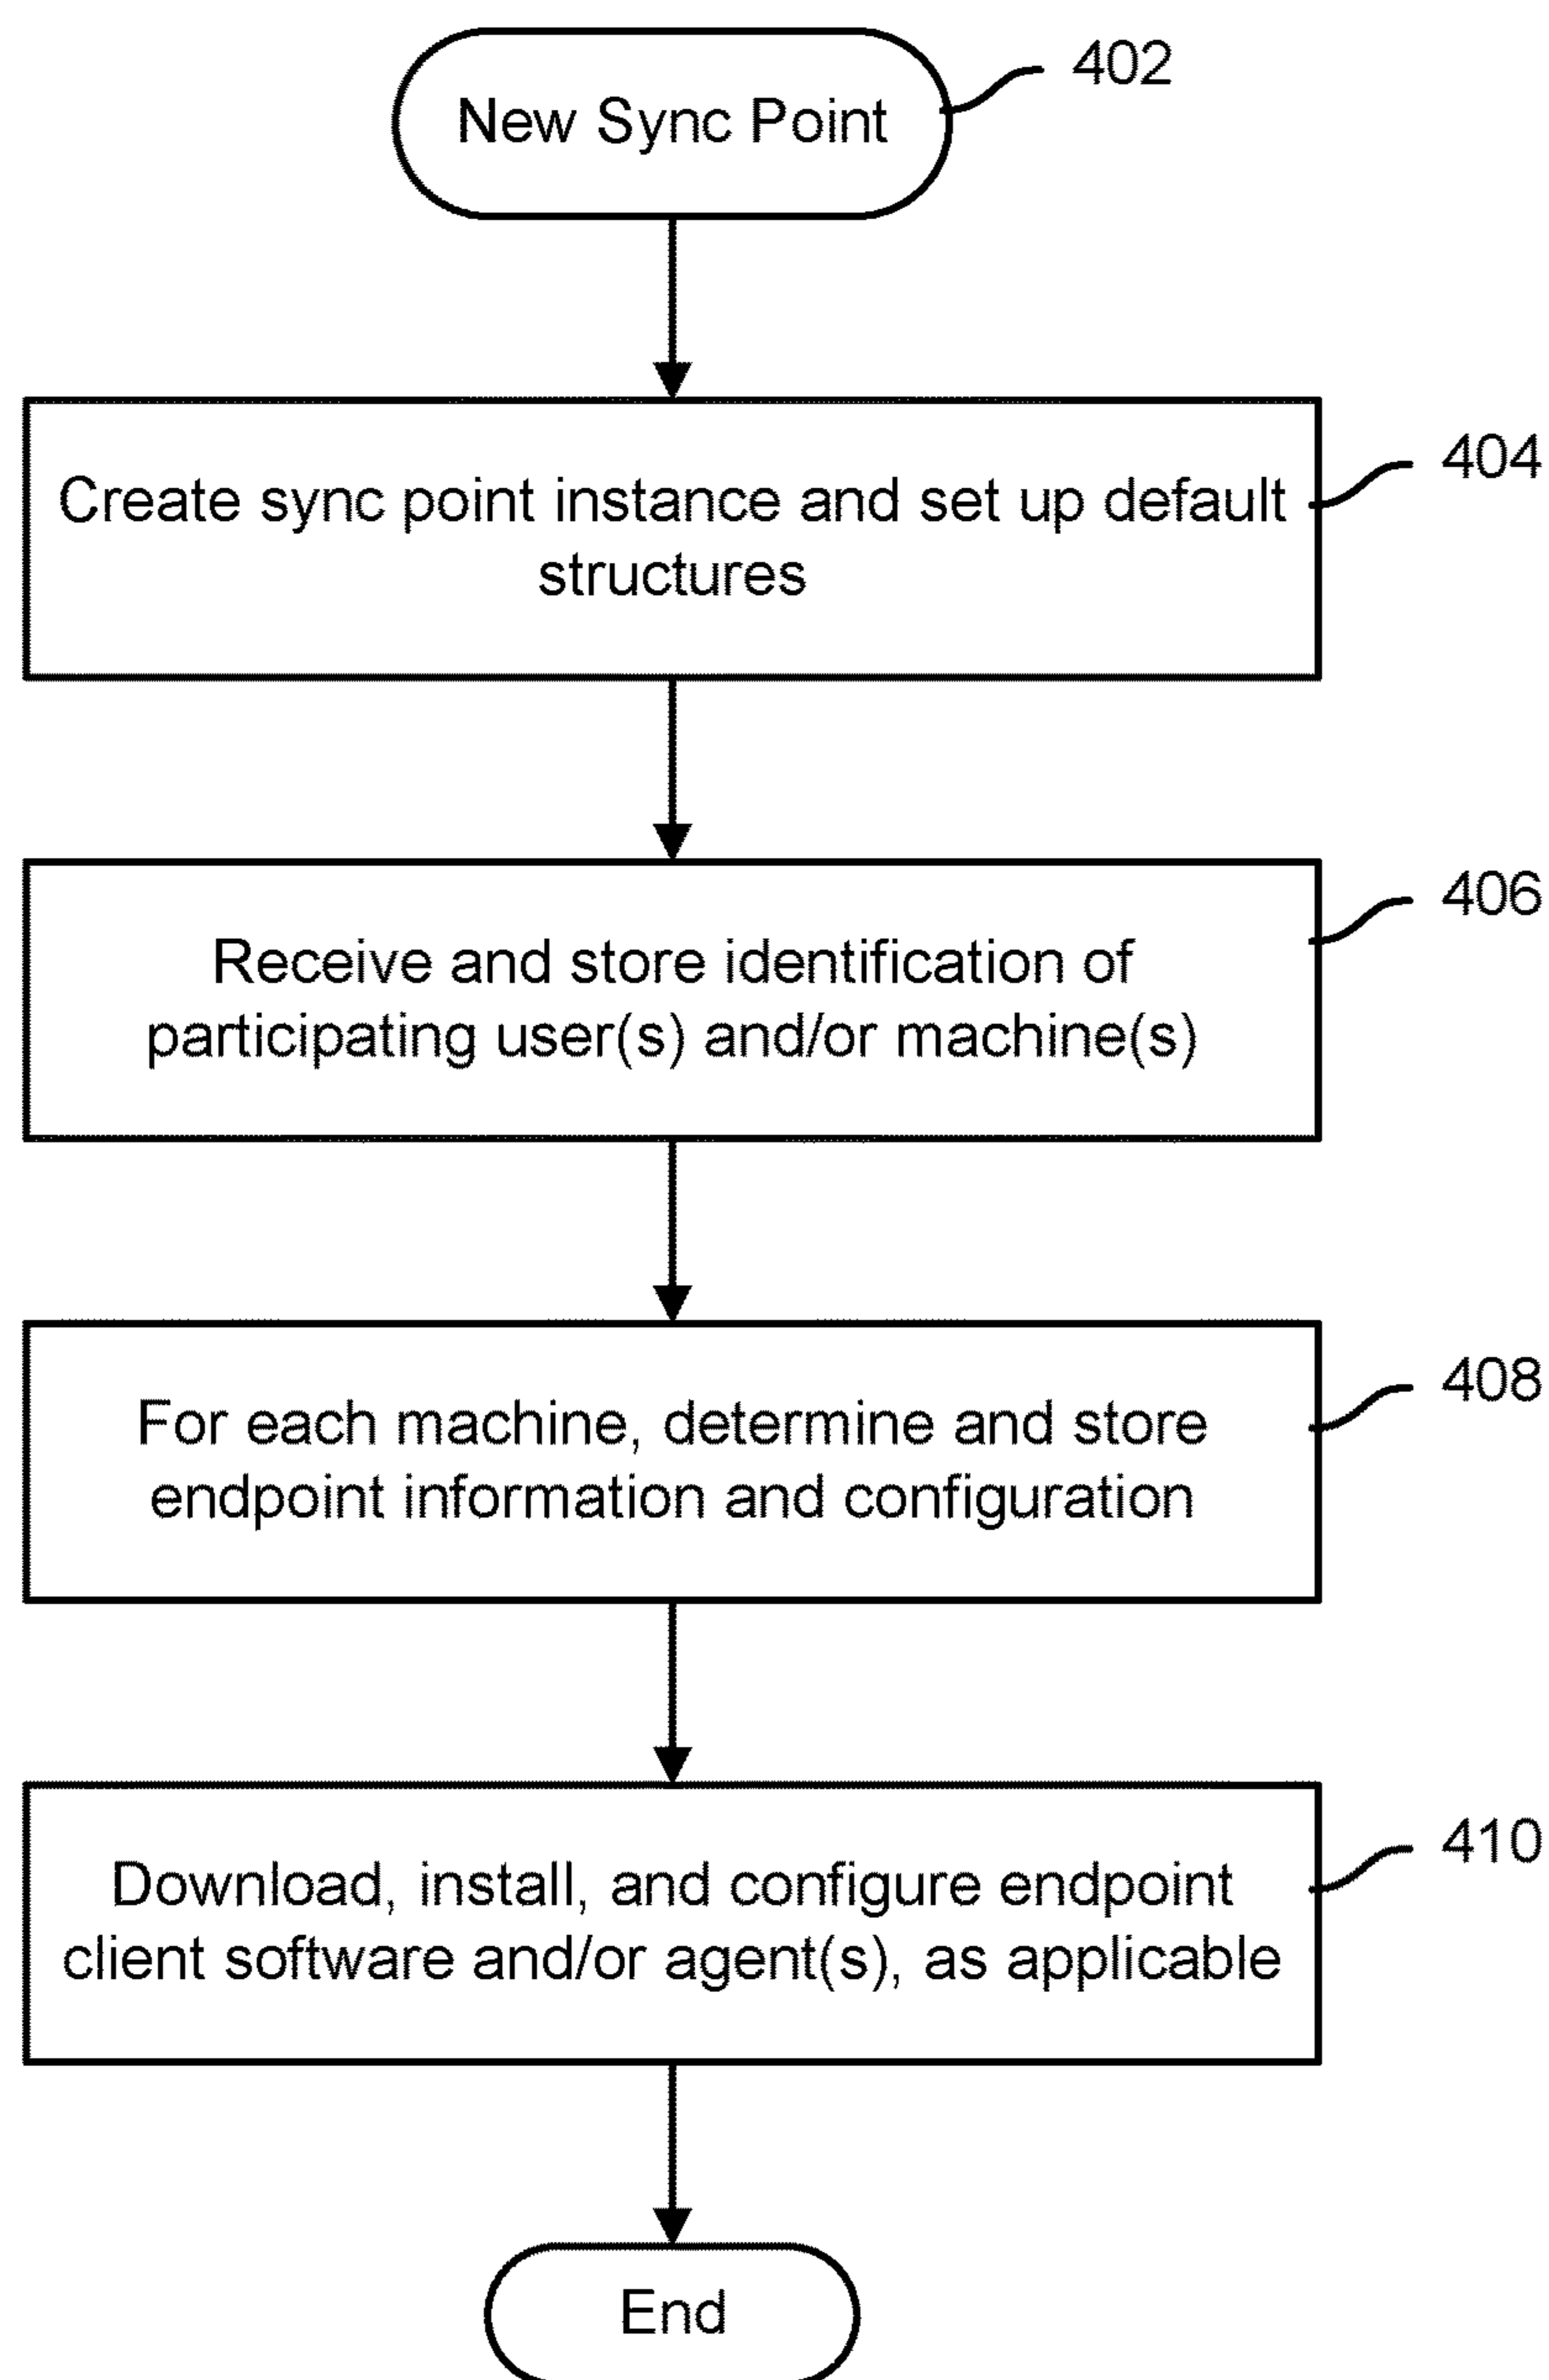 New Sync Point
402
Create sync point instance and set up default
structures
404
Receive and store identification of
participating user(s) and/or machine(s)
406
For each machine, determine and store
endpoint information and configuration
408
Download, install, and configure endpoint
client software and/or agent(s), as applicable
410
End